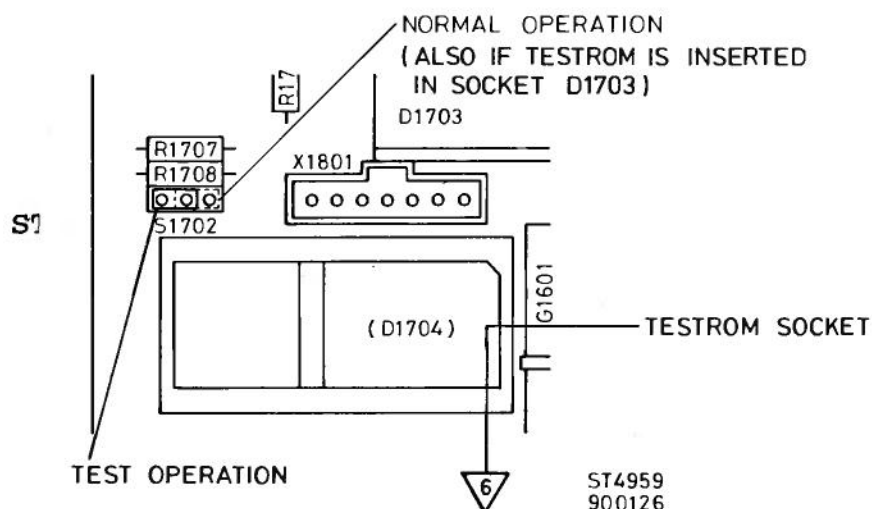 NORMAL OPERATION
(ALSO IF TESTROM IS INSERTED
IN SOCKET D1703)
R17
D1703
R1707
X1801
R1708
S1702
G1601
(D1704)
TESTROM SOCKET
TEST OPERATION
6
ST4959
900126